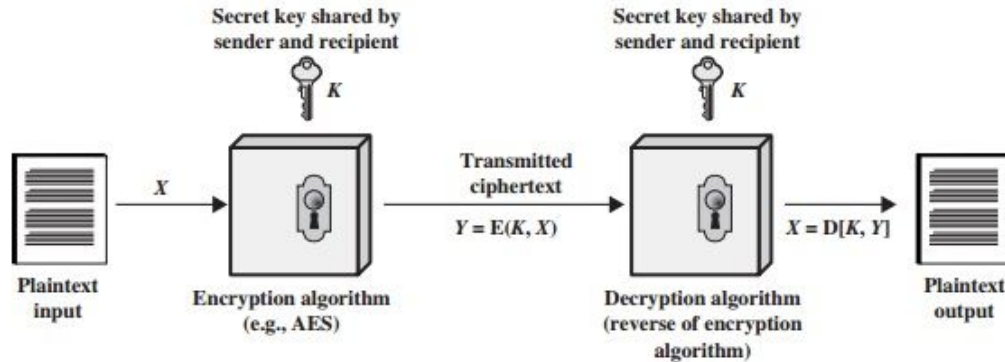 Secret key shared by
sender and recipient
K
Secret key shared by
sender and recipient
K
X
Transmitted
ciphertext
Y = E(K, X)
X = D[K, Y]
Plaintext
input
Encryption algorithm
(e.g., AES)
Decryption algorithm
(reverse of encryption
algorithm)
Plaintext
output